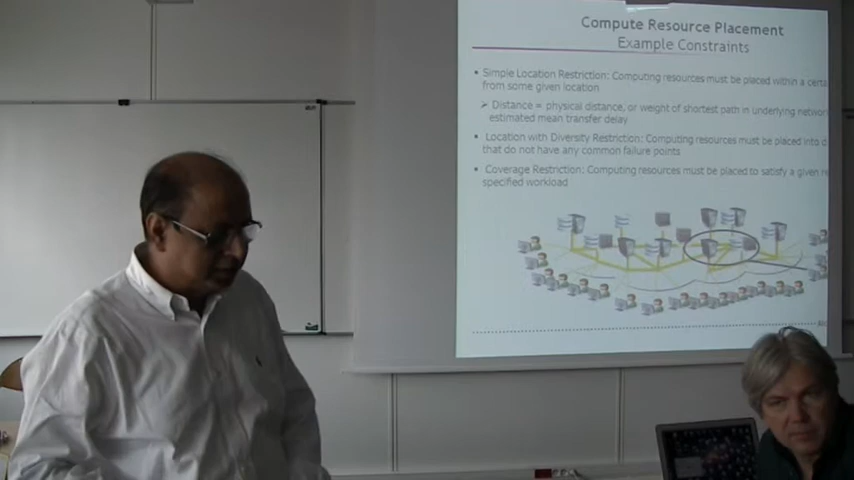 Compute Resource Placement
Example Constraints
• Simple Location Restriction: Computing resources must be placed within a certa
from some given location
➢ Distance = physical distance, or weight of shortest path in underlying networ
estimated mean transfer delay
• Location with Diversity Restriction: Computing resources must be placed into d
that do not have any common failure points
• Coverage Restriction: Computing resources must be placed to satisfy a given re
specified workload